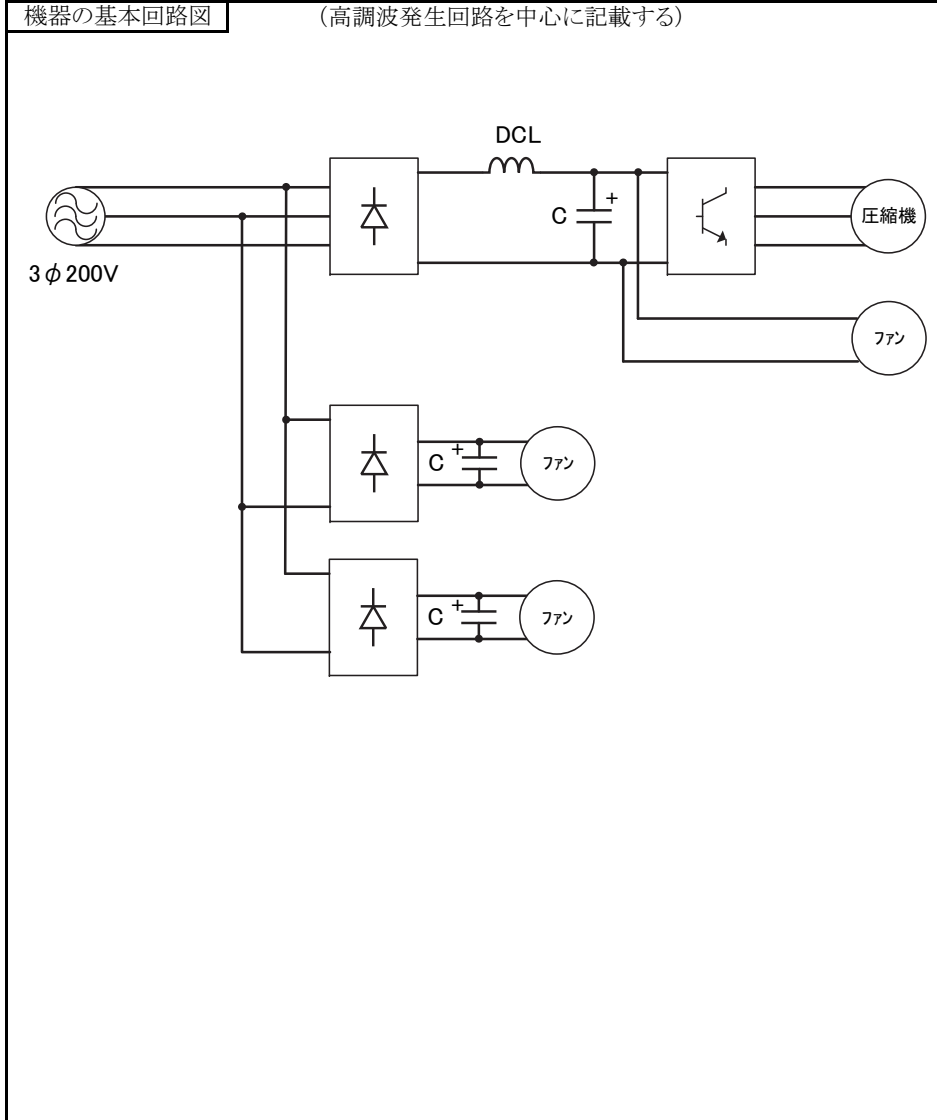 機器の基本回路図 (高調波発生回路を中心に記載する)
DCL
C +
圧縮機
3φ200V
ファン
C +
ファン
C +
ファン